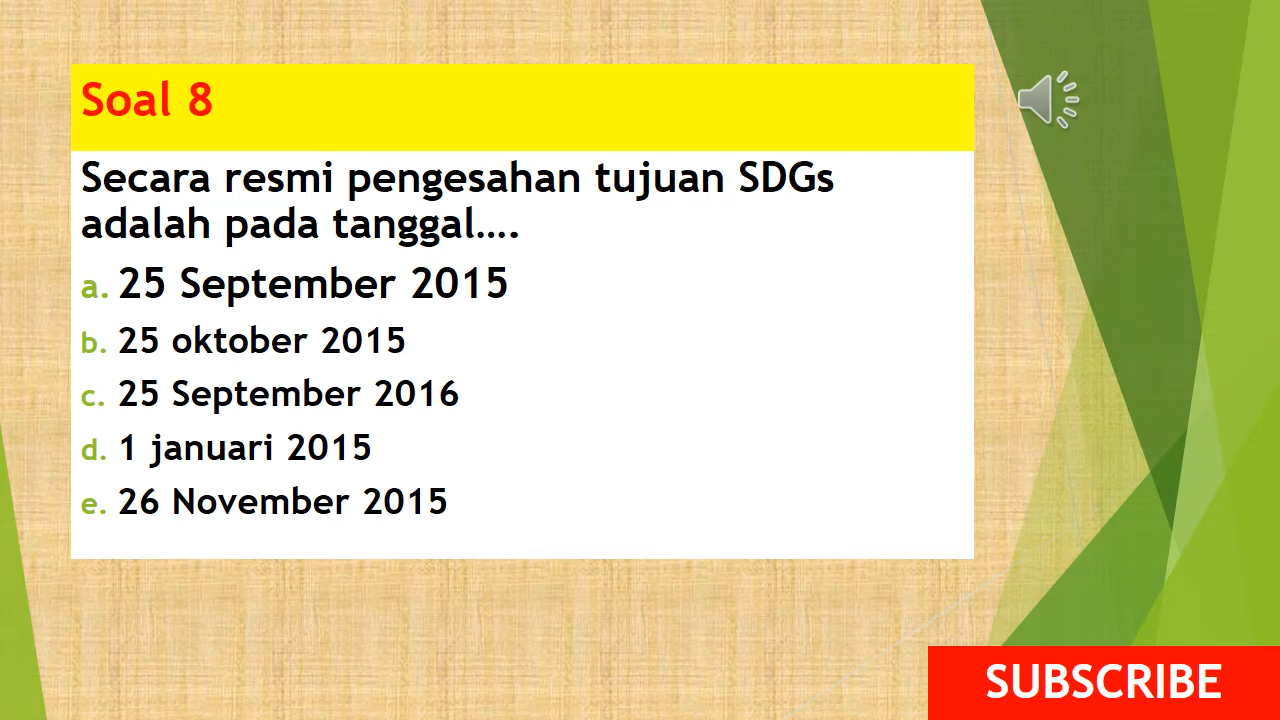 Soal 8
Secara resmi pengesahan tujuan SDGs
adalah pada tanggal....
a. 25 September 2015
b. 25 oktober 2015
c. 25 September 2016
d. 1 januari 2015
e. 26 November 2015
SUBSCRIBE